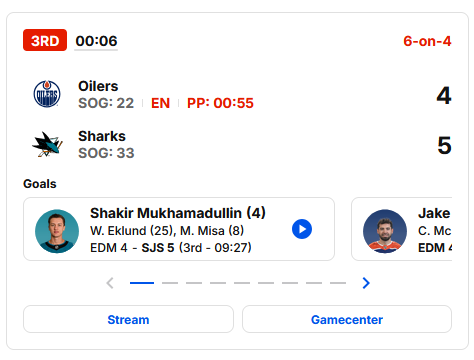 3RD 00:06 6-on-4
Oilers 4
SOG: 22 EN PP: 00:55
Sharks 5
SOG: 33
Goals
Shakir Mukhamadullin (4)
W. Eklund (25), M. Misa (8)
EDM 4 - SJS 5 (3rd - 09:27)
Jake
C. Mc
EDM 4
Stream Gamecenter